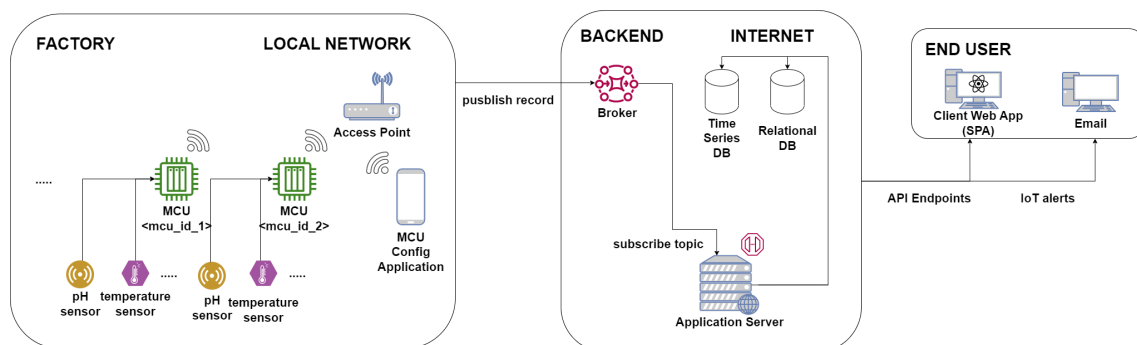 FACTORY
LOCAL NETWORK
Access Point
.....
MCU
<mcu_id_1>
MCU
<mcu_id_2>
MCU
Config
Application
pH
sensor
temperature
sensor
.....
pH
sensor
temperature
sensor
.....
pusblish record
BACKEND
INTERNET
Broker
Time
Series
DB
Relational
DB
subscribe topic
Application Server
END USER
Client Web App
(SPA)
Email
API Endpoints
IoT alerts